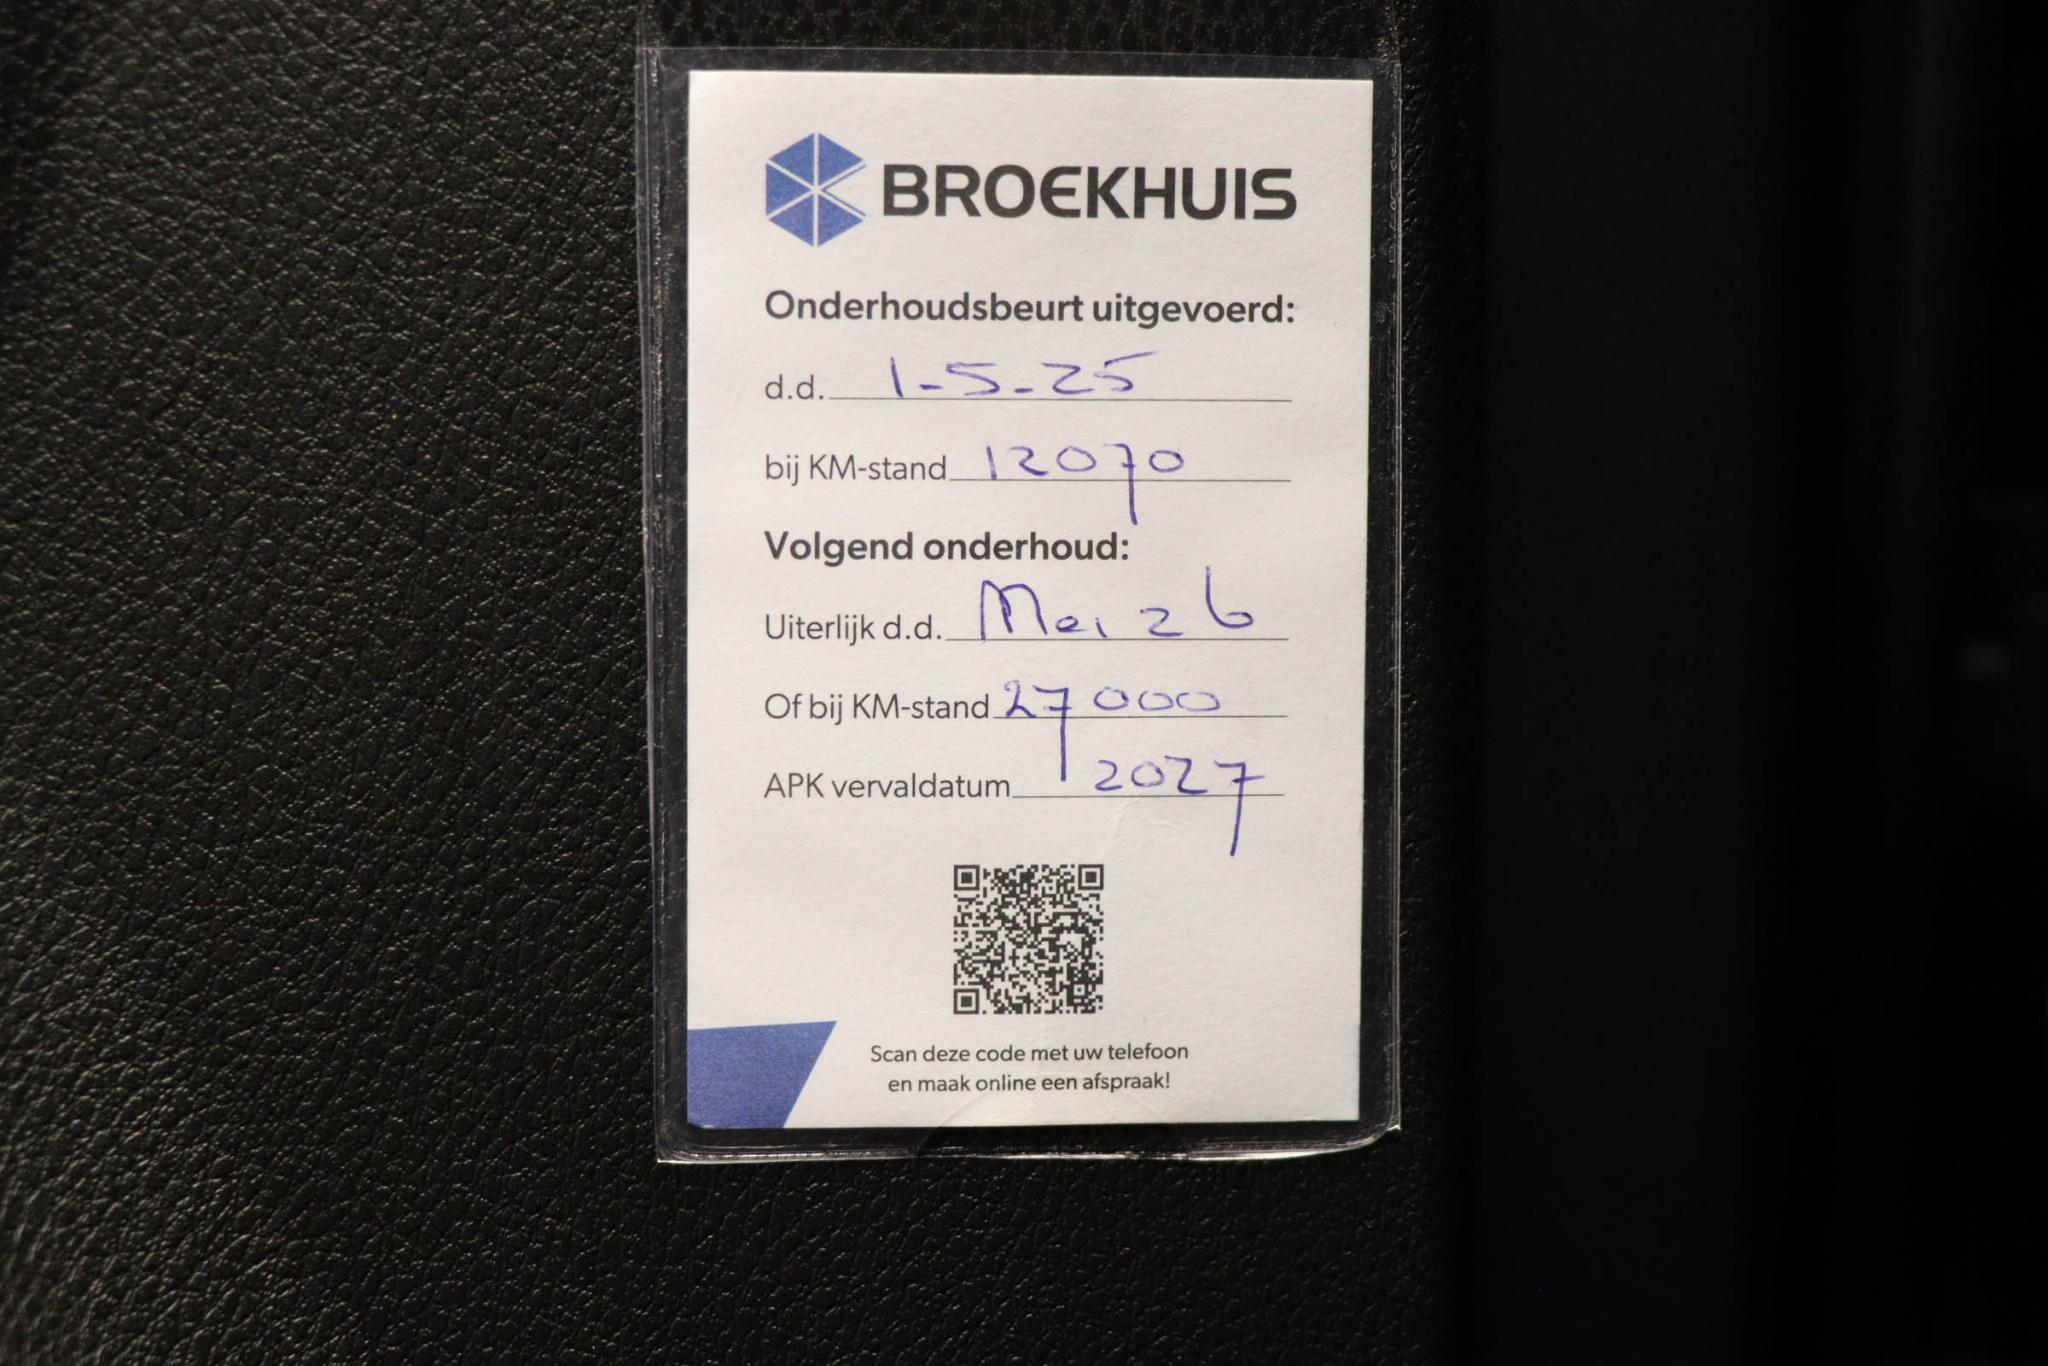 BROEKHUIS
Onderhoudsbeurt uitgevoerd:
d.d. 1-5-25
bij KM-stand 12070
Volgend onderhoud:
Uiterlijk d.d. Mei 26
Of bij KM-stand 27000
APK vervaldatum 2027
Scan deze code met uw telefoon
en maak online een afspraak!